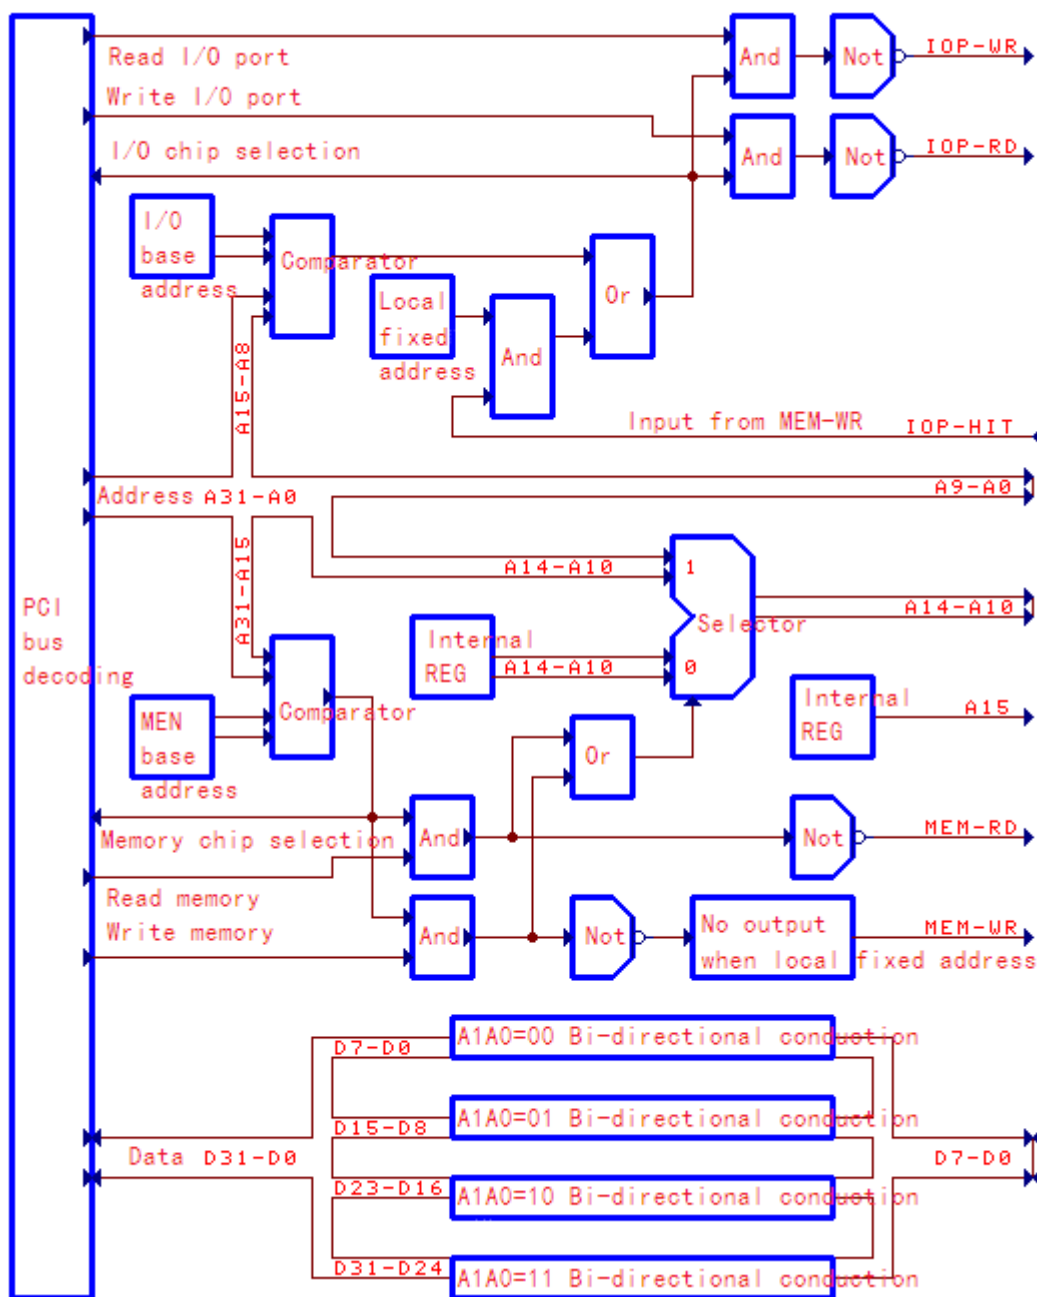 And
Not
IOP-WR
Read I/O port
Write I/O port
And
Not
IOP-RD
I/O chip selection
I/O
base
address
Comparator
Local
fixed
address
And
Or
A15-A8
Input from MEM-WR
IOP-HIT
Address A31-A0
A9-A0
A31-A15
A14-A10
1
Selector
A14-A10
PCI
bus
decoding
Internal
REG
A14-A10
0
Internal
REG
A15
Comparator
MEN
base
address
Or
Memory chip selection
And
Not
MEM-RD
Read memory
Write memory
And
Not
No output
when local fixed address
MEM-WR
D7-D0
A1A0=00 Bi-directional conduction
D15-D8
A1A0=01 Bi-directional conduction
Data D31-D0
D7-D0
D23-D16
A1A0=10 Bi-directional conduction
D31-D24
A1A0=11 Bi-directional conduction